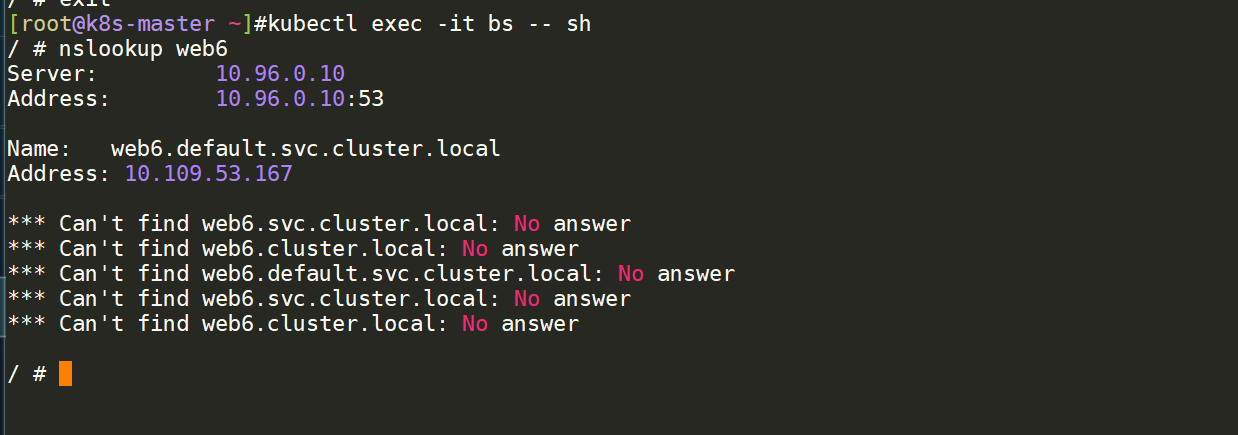 / # exit
[root@k8s-master ~]#kubectl exec -it bs -- sh
/ # nslookup web6
Server:         10.96.0.10
Address:        10.96.0.10:53
Name:   web6.default.svc.cluster.local
Address: 10.109.53.167
*** Can't find web6.svc.cluster.local: No answer
*** Can't find web6.cluster.local: No answer
*** Can't find web6.default.svc.cluster.local: No answer
*** Can't find web6.svc.cluster.local: No answer
*** Can't find web6.cluster.local: No answer
/ #